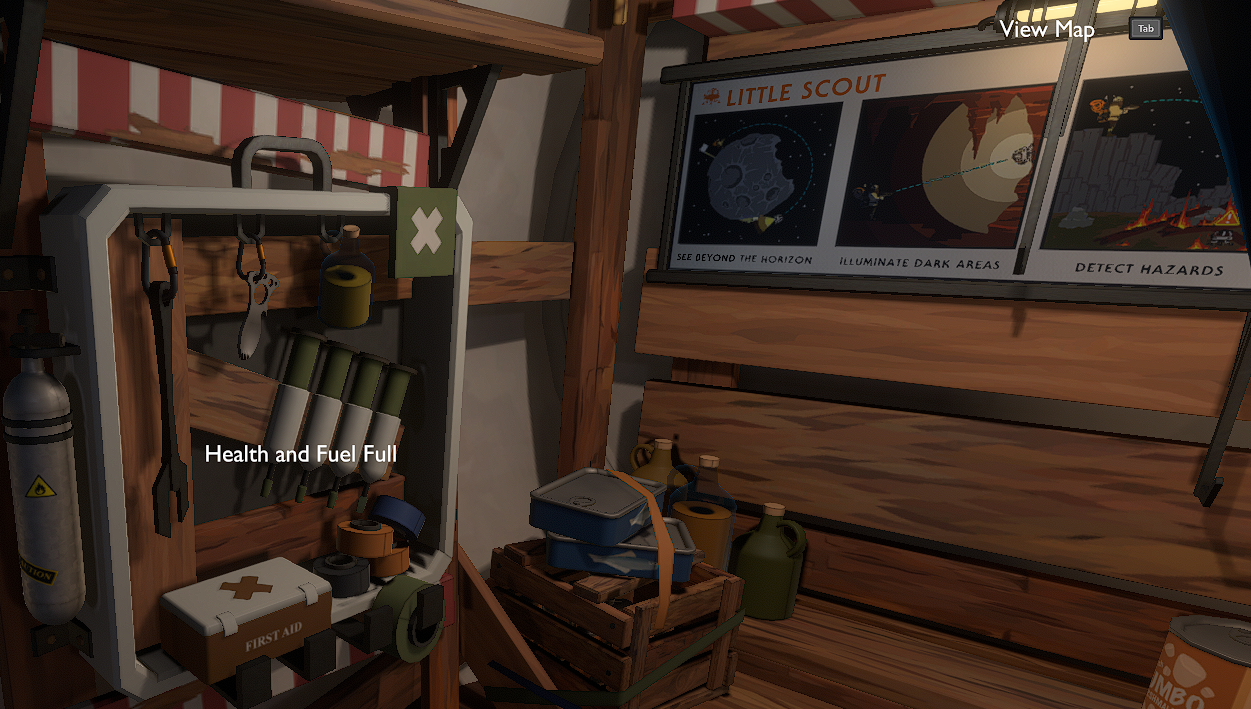 View Map
Tab
LITTLE SCOUT
SEE BEYOND THE HORIZON
ILLUMINATE DARK AREAS
DETECT HAZARDS
Health and Fuel Full
FIRST AID